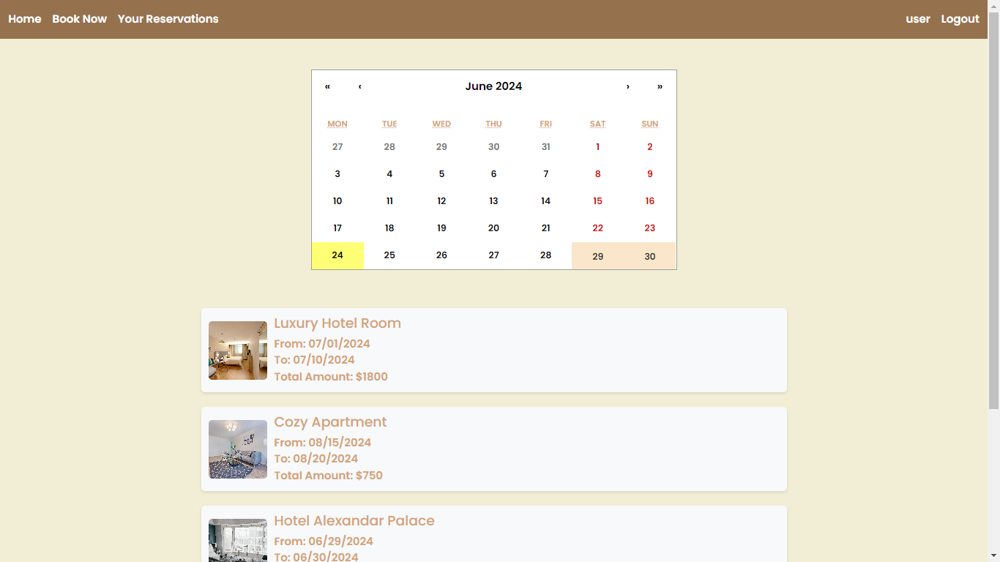 Home Book Now Your Reservations user Logout
« ‹ June 2024 › »
MON TUE WED THU FRI SAT SUN
27 28 29 30 31 1 2
3 4 5 6 7 8 9
10 11 12 13 14 15 16
17 18 19 20 21 22 23
24 25 26 27 28 29 30
Luxury Hotel Room
From: 07/01/2024
To: 07/10/2024
Total Amount: $1800
Cozy Apartment
From: 08/15/2024
To: 08/20/2024
Total Amount: $750
Hotel Alexandar Palace
From: 06/29/2024
To: 06/30/2024